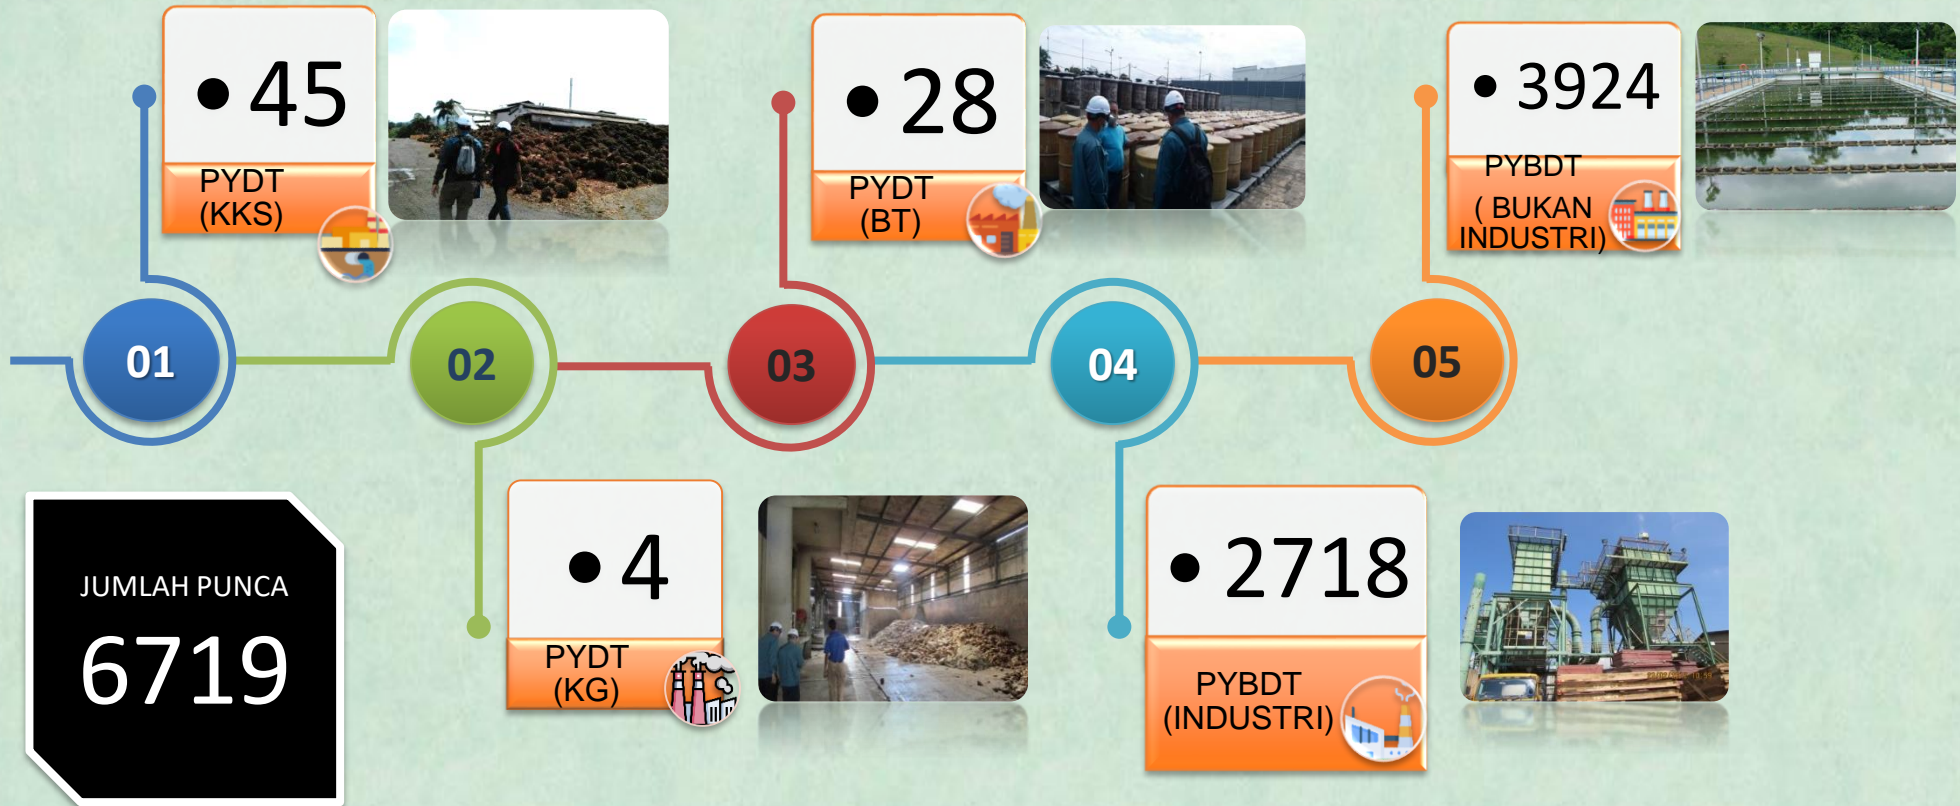 • 45
PYDT
(KKS)
• 28
PYDT
(BT)
• 3924
PYBDT
( BUKAN
INDUSTRI)
01
02
03
04
05
JUMLAH PUNCA
6719
• 4
PYDT
(KG)
• 2718
PYBDT
(INDUSTRI)